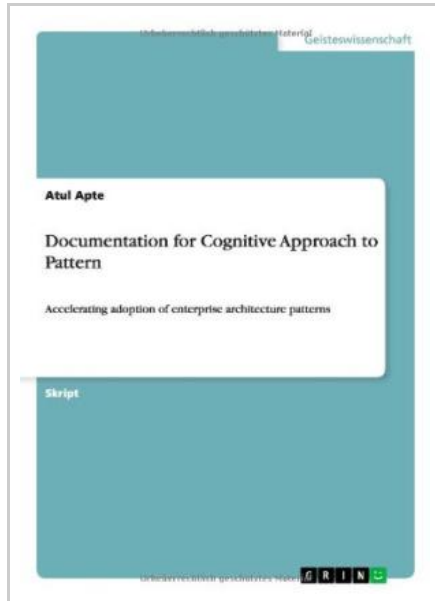 Urheberrechtlich geschütztes Material
Geisteswissenschaft
Atul Apte
Documentation for Cognitive Approach to
Pattern
Accelerating adoption of enterprise architecture patterns
Skript
Urheberrechtlich geschütztes Material
GRIN